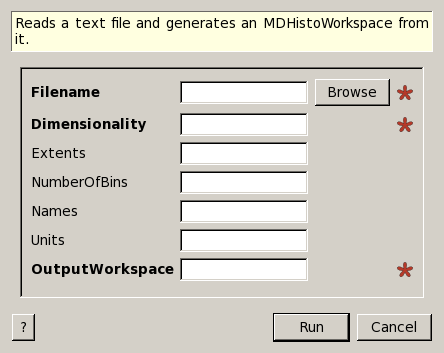 Reads a text file and generates an MDHistoWorkspace from
it.
Filename Browse *
Dimensionality *
Extents
NumberOfBins
Names
Units
OutputWorkspace *
? Run Cancel